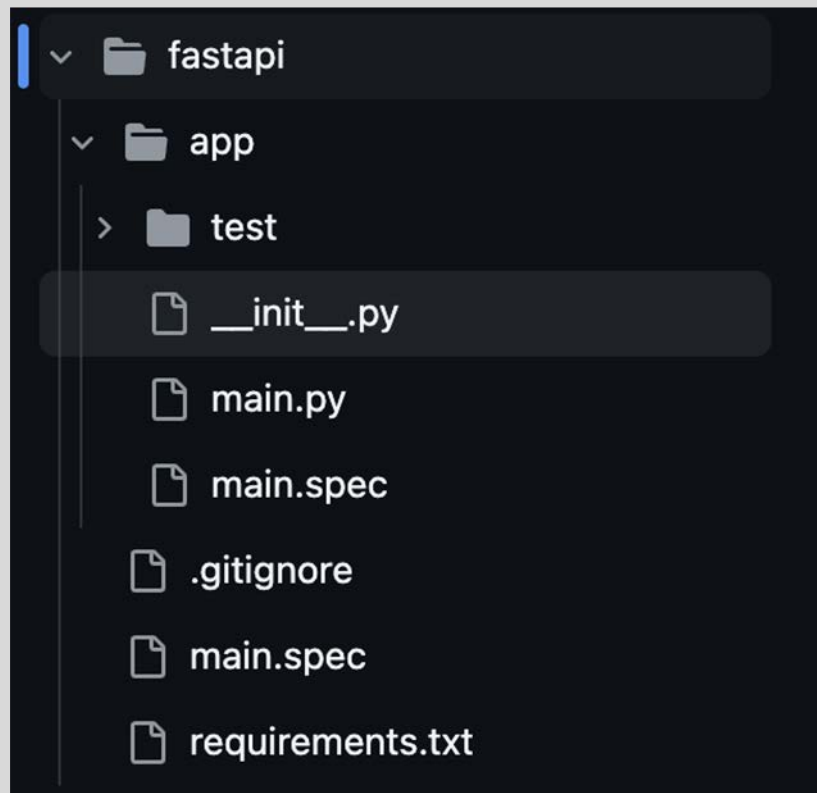 fastapi
app
test
__init__.py
main.py
main.spec
.gitignore
main.spec
requirements.txt